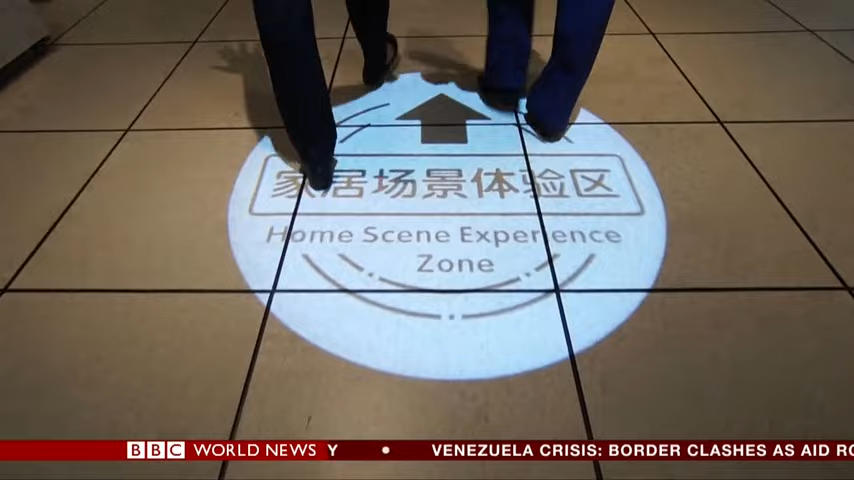 家居场景体验区
Home Scene Experience
Zone
BBC WORLD NEWS Y • VENEZUELA CRISIS: BORDER CLASHES AS AID